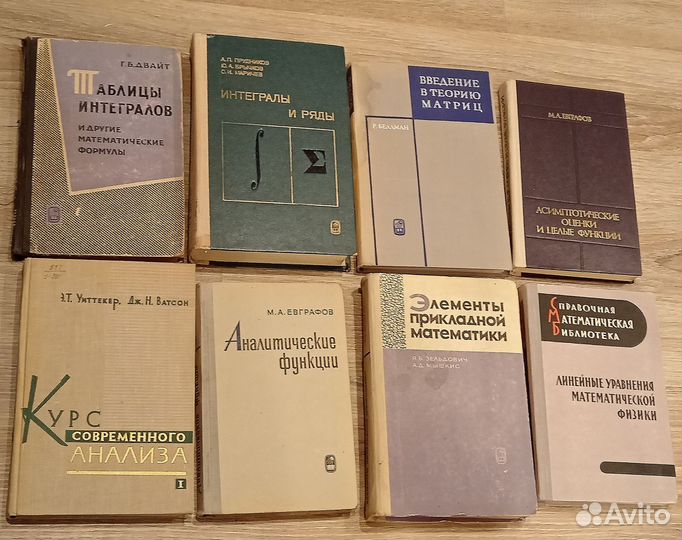 Г.Б.ДВАЙТ
ТАБЛИЦЫ
ИНТЕГРАЛОВ
И ДРУГИЕ
МАТЕМАТИЧЕСКИЕ
ФОРМУЛЫ
А.П. ПРУДНИКОВ
Ю.А. БРЫЧКОВ
О.И. МАРИЧЕВ
ИНТЕГРАЛЫ
И РЯДЫ
∫ Σ
ВВЕДЕНИЕ
В ТЕОРИЮ
МАТРИЦ
Р. БЕЛЛМАН
М.А. ЕВГРАФОВ
АСИМПТОТИЧЕСКИЕ
ОЦЕНКИ
И ЦЕЛЫЕ ФУНКЦИИ
Э.Т. Уиттекер, Дж. Н. Ватсон
КУРС
СОВРЕМЕННОГО
АНАЛИЗА
I
М.А.ЕВГРАФОВ
Аналитические
функции
Элементы
прикладной
математики
Я.Б. ЗЕЛЬДОВИЧ
А.Д. МЫШКИС
СПРАВОЧНАЯ
МАТЕМАТИЧЕСКАЯ
БИБЛИОТЕКА
ЛИНЕЙНЫЕ УРАВНЕНИЯ
МАТЕМАТИЧЕСКОЙ
ФИЗИКИ
Avito